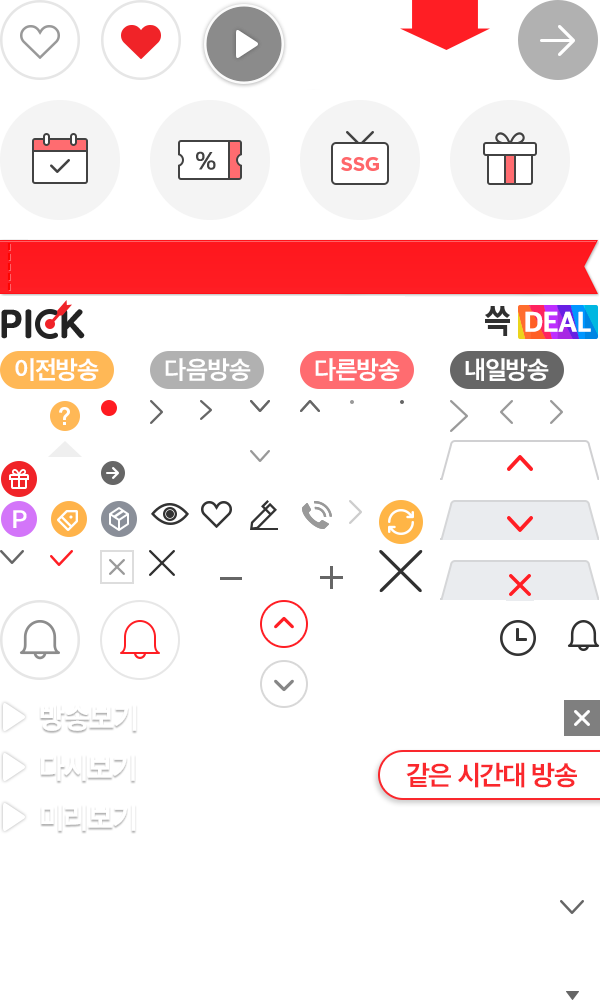 %
SSG
PICK
쓱 DEAL
이전방송
다음방송
다른방송
내일방송
?
P
방송보기
다시보기
같은 시간대 방송
미리보기